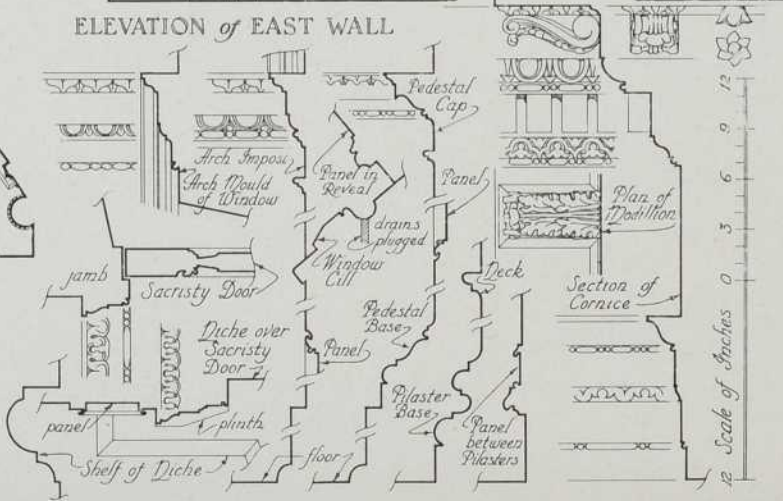 ELEVATION of EAST WALL
Pedestal
Cap
Arch Impost
Arch Mould
of Window
Panel in
Reveal
Panel
Plan of
Modillion
drains
plugged
Window
Cill
Neck
jamb
Sacristy Door
Section of
Cornice
Niche over
Sacristy
Door
Pedestal
Base
Panel
Pilaster
Base
Panel
between
Pilasters
panel
plinth
Shelf of Niche
floor
12
9
6
3
0
Scale of Inches
12